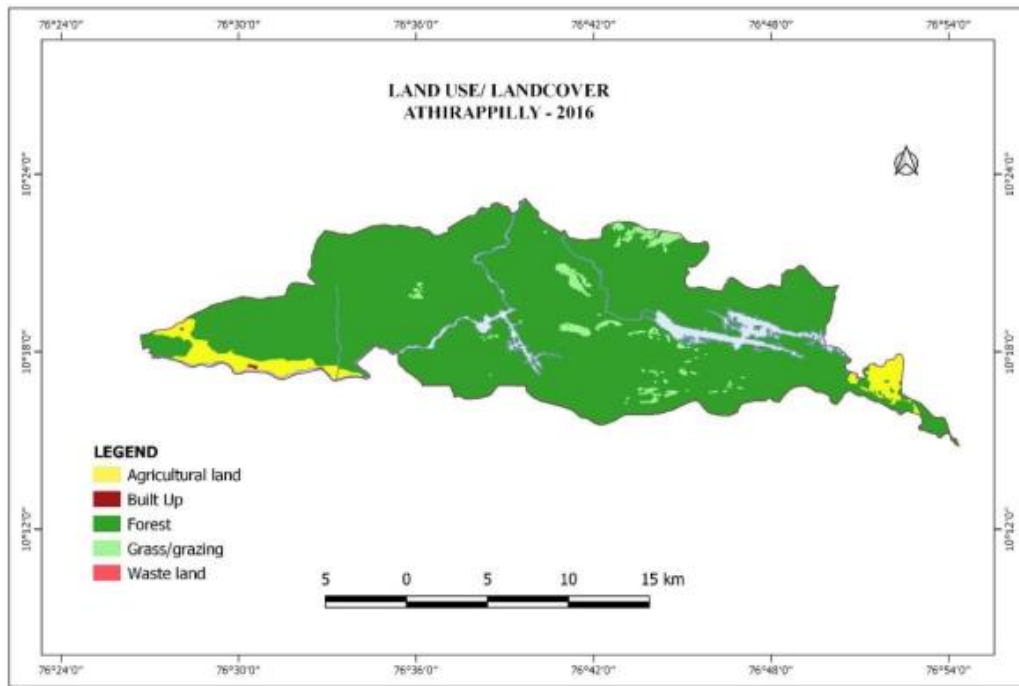 76°24'0" 76°30'0" 76°36'0" 76°42'0" 76°48'0" 76°54'0"
LAND USE/ LANDCOVER
ATHIRAPPILLY - 2016
10°24'0" 10°24'0"
10°18'0" 10°18'0"
LEGEND
Agricultural land
Built Up
Forest
Grass/grazing
Waste land
10°12'0" 10°12'0"
5 0 5 10 15 km
76°24'0" 76°30'0" 76°36'0" 76°42'0" 76°48'0" 76°54'0"